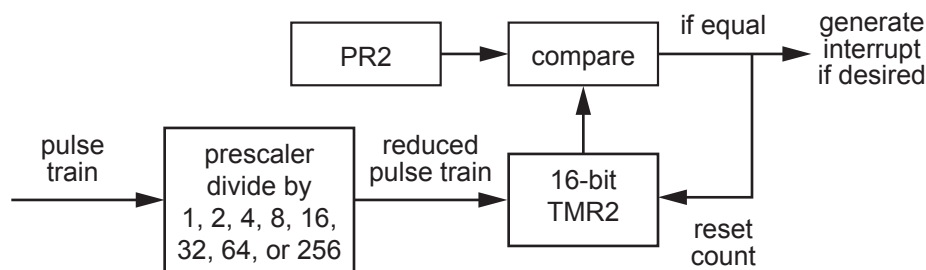 PR2
compare
if equal
generate
interrupt
if desired
pulse
train
prescaler
divide by
1, 2, 4, 8, 16,
32, 64, or 256
reduced
pulse train
16-bit
TMR2
reset
count